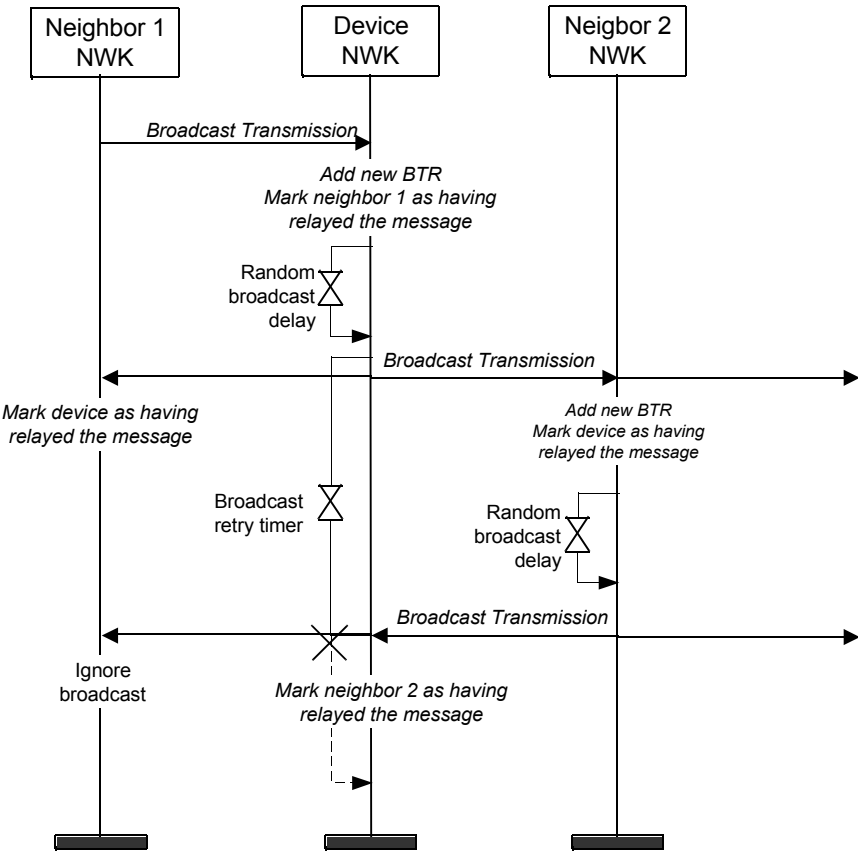 Neighbor 1
NWK
Device
NWK
Neigbor 2
NWK
Broadcast Transmission
Add new BTR
Mark neighbor 1 as having
relayed the message
Random
broadcast
delay
Broadcast Transmission
Mark device as having
relayed the message
Add new BTR
Mark device as having
relayed the message
Broadcast
retry timer
Random
broadcast
delay
Broadcast Transmission
Ignore
broadcast
Mark neighbor 2 as having
relayed the message